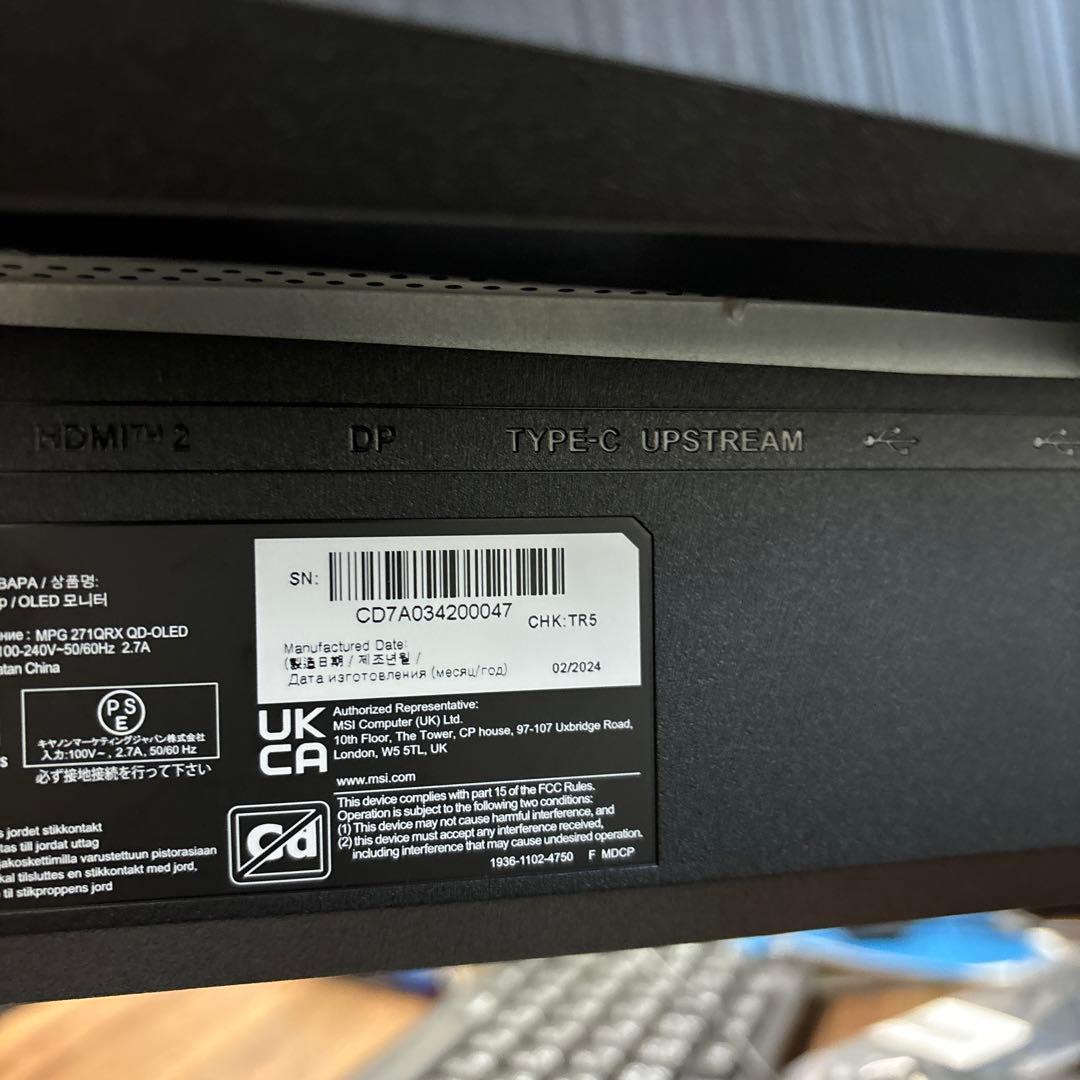 HDMI™ 2 DP TYPE-C UPSTREAM
ВАРА / 상품명:
p / OLED 모니터
ние : MPG 271QRX QD-OLED
100-240V~50/60Hz 2.7A
atan China
SN:
CD7A034200047
CHK:TR5
Manufactured Date:
(製造日期 / 제조년월 /
Дата изготовления (месяц/год)
02/2024
PS
E
キヤノンマーケティングジャパン株式会社
入力:100V~, 2.7A, 50/60 Hz
必ず接地接続を行って下さい
s
UK
CA
Authorized Representative:
MSI Computer (UK) Ltd.
10th Floor, The Tower, CP house, 97-107 Uxbridge Road,
London, W5 5TL, UK
www.msi.com
This device complies with part 15 of the FCC Rules.
Operation is subject to the following two conditions:
(1) This device may not cause harmful interference, and
(2) this device must accept any interference received,
including interference that may cause undesired operation.
1936-1102-4750 F MDCP
Cd
s jordet stikkontakt
tas till jordat uttag
jakoskettimilla varustettuun pistorasiaan
kal tilsluttes en stikkontakt med jord,
til stikproppens jord